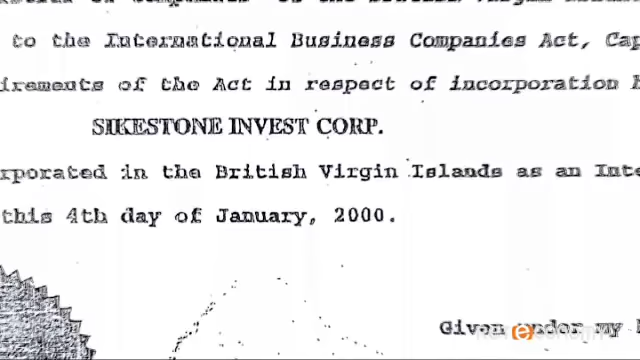 to the International Business Companies Act, Cap
irements of the Act in respect of incorporation
SIKESTONE INVEST CORP.
rporated in the British Virgin Islands as an Inte
this 4th day of January, 2000.
Given under my